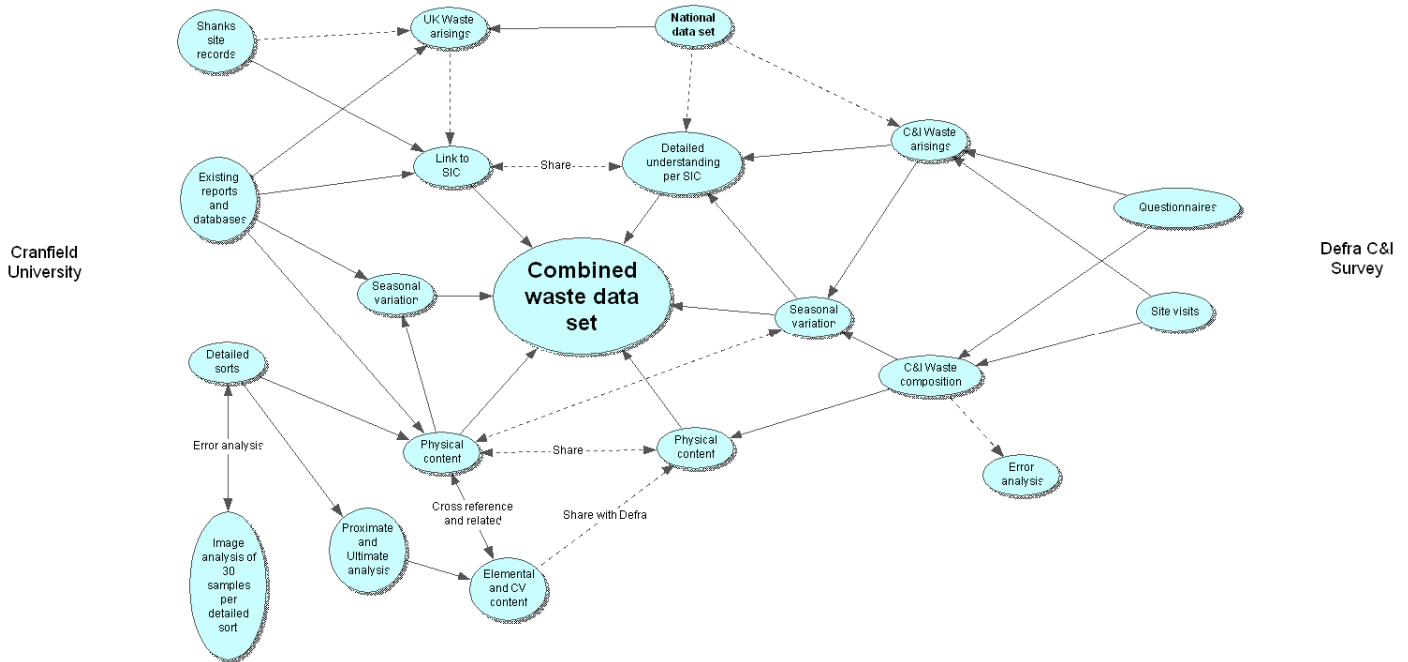 Shanks
site
records
UK Waste
arisings
National
data set
C&I Waste
arisings
Link to
SIC
Share
Detailed
understanding
per SIC
Existing
reports
and
databases
Questionnaires
Cranfield
University
Defra C&I
Survey
Combined
waste data
set
Seasonal
variation
Seasonal
variation
Site visits
Detailed
sorts
C&I Waste
composition
Error analysis
Physical
content
Share
Physical
content
Error
analysis
Cross reference
and related
Share with Defra
Image
analysis of
30
samples
per
detailed
sort
Proximate
and
Ultimate
analysis
Elemental
and CV
content